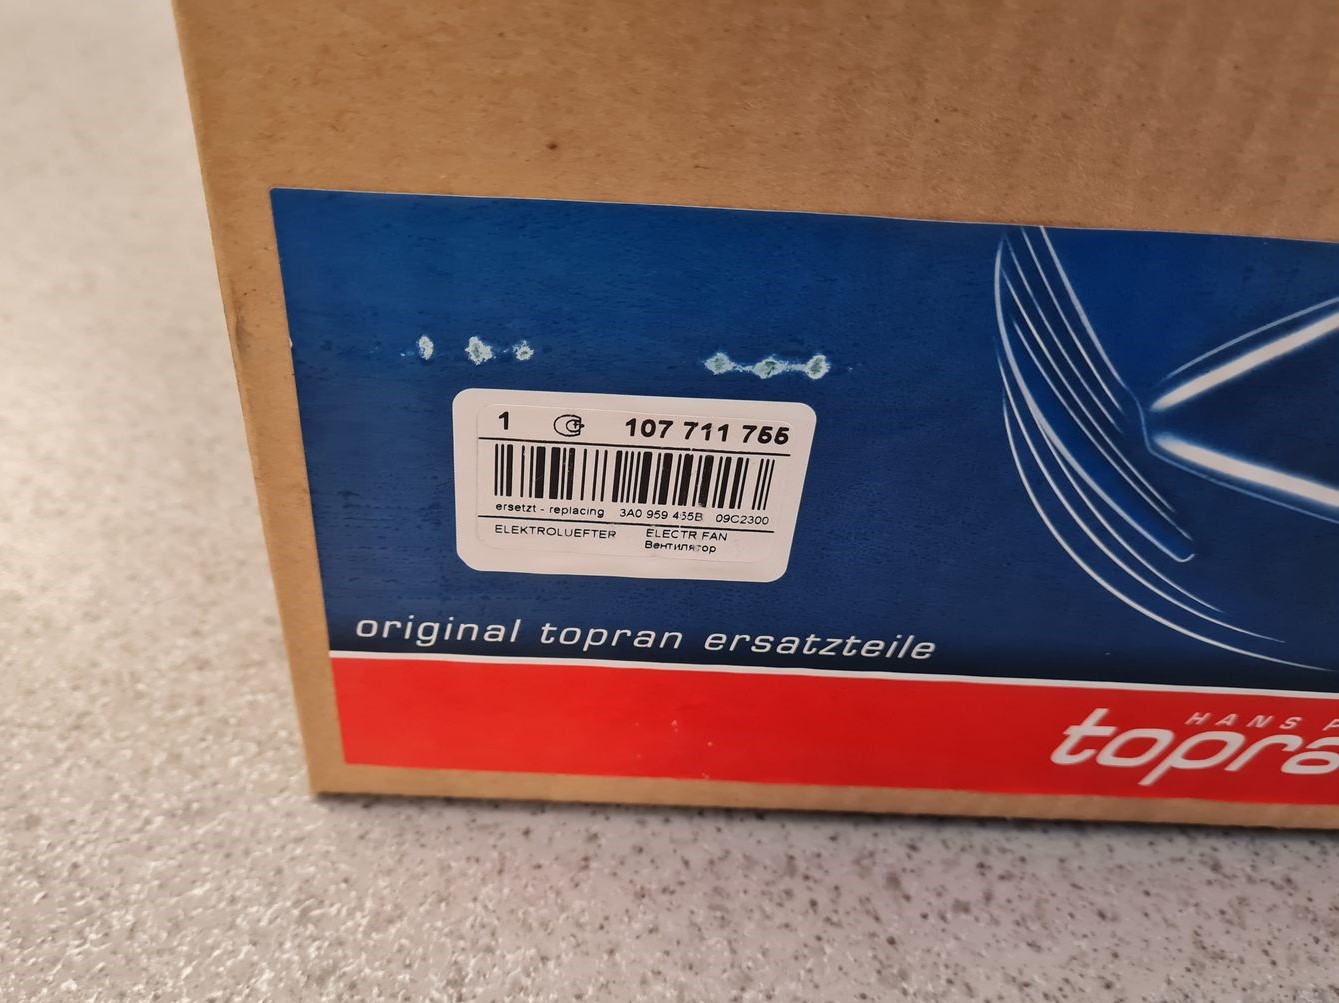 1 107 711 755
ersetzt - replacing 3A0 959 455B 09C2300
ELEKTROLUEFTER ELECTR FAN
Вентилятор
original topran ersatzteile
HANS
topra